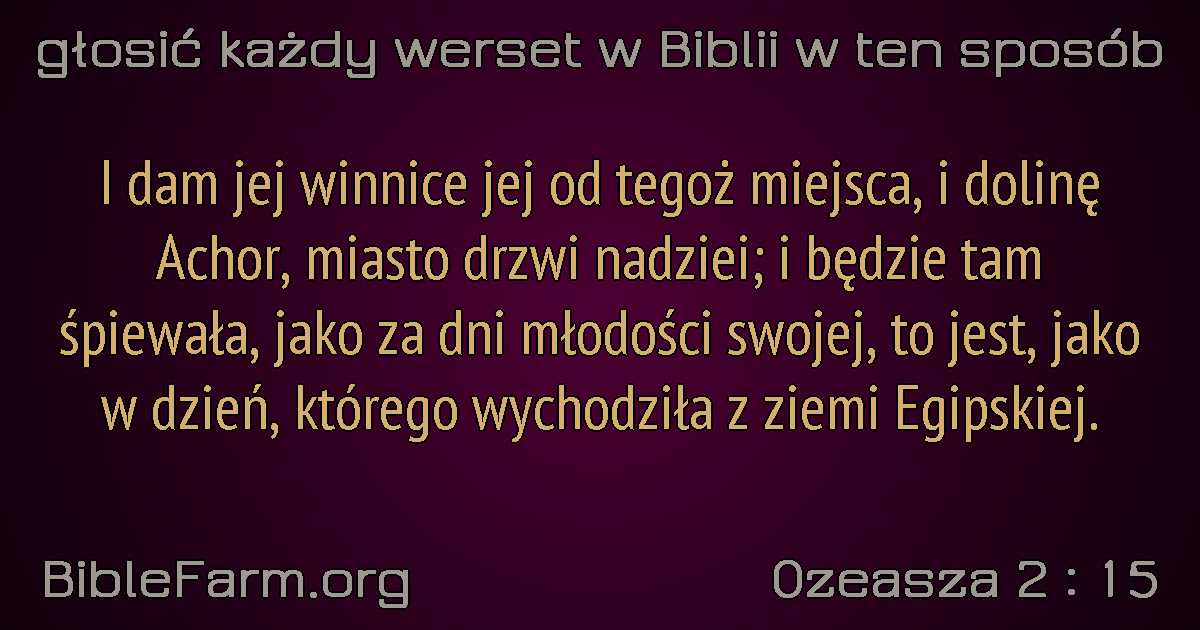 głosić każdy werset w Biblii w ten sposób
I dam jej winnice jej od tegoż miejsca, i dolinę
Achor, miasto drzwi nadziei; i będzie tam
śpiewała, jako za dni młodości swojej, to jest, jako
w dzień, którego wychodziła z ziemi Egipskiej.
BibleFarm.org
Ozeasza 2 : 15